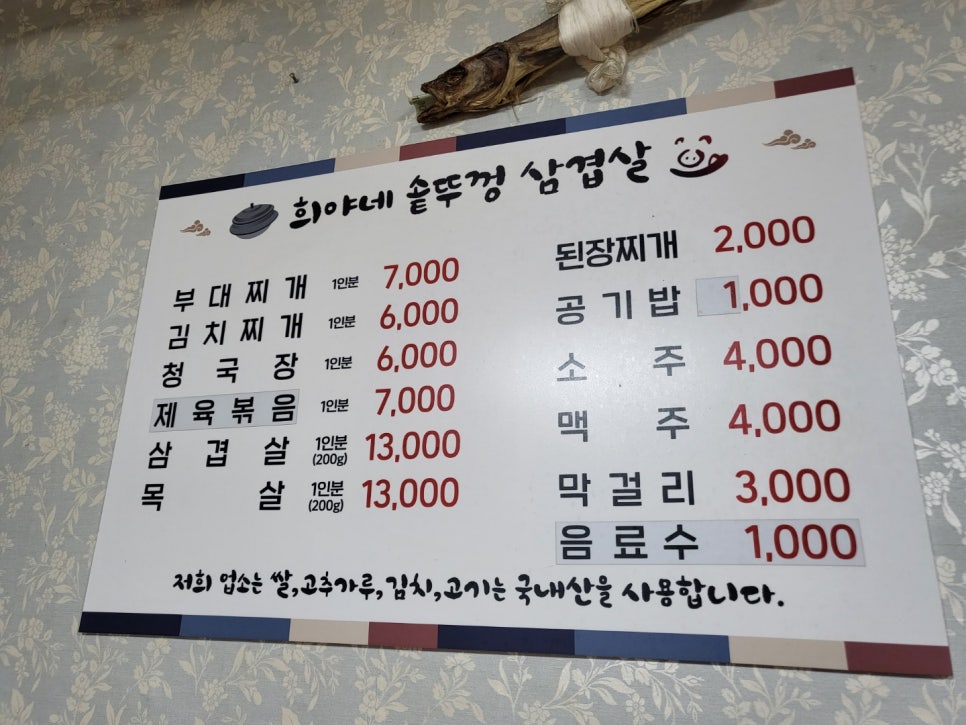 희야네 솥뚜껑 삼겹살
부대찌개 1인분 7,000
김치찌개 1인분 6,000
청국장 1인분 6,000
제육볶음 1인분 7,000
삼겹살 1인분 (200g) 13,000
목살 1인분 (200g) 13,000
된장찌개 2,000
공기밥 1,000
소주 4,000
맥주 4,000
막걸리 3,000
음료수 1,000
저희 업소는 쌀,고추가루,김치,고기는 국내산을 사용합니다.